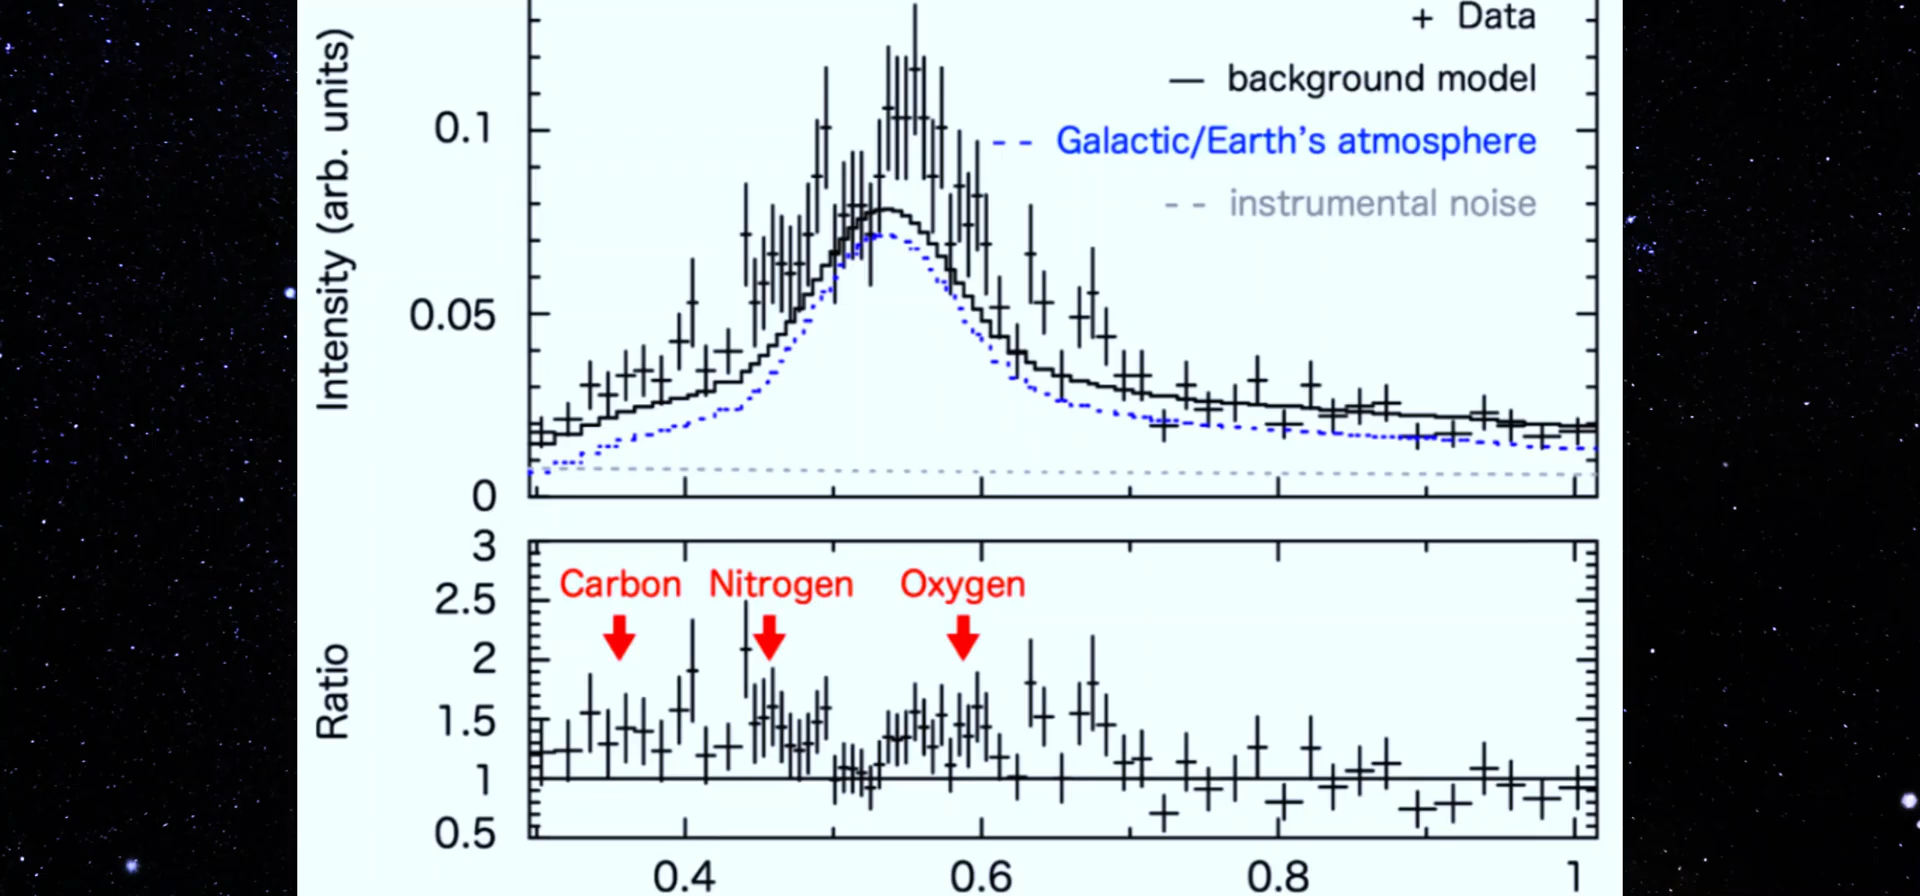 Intensity (arb. units)
+ Data
— background model
-- Galactic/Earth's atmosphere
-- instrumental noise
0.1
0.05
0
Ratio
3
2.5
2
1.5
1
0.5
Carbon Nitrogen Oxygen
0.4 0.6 0.8 1